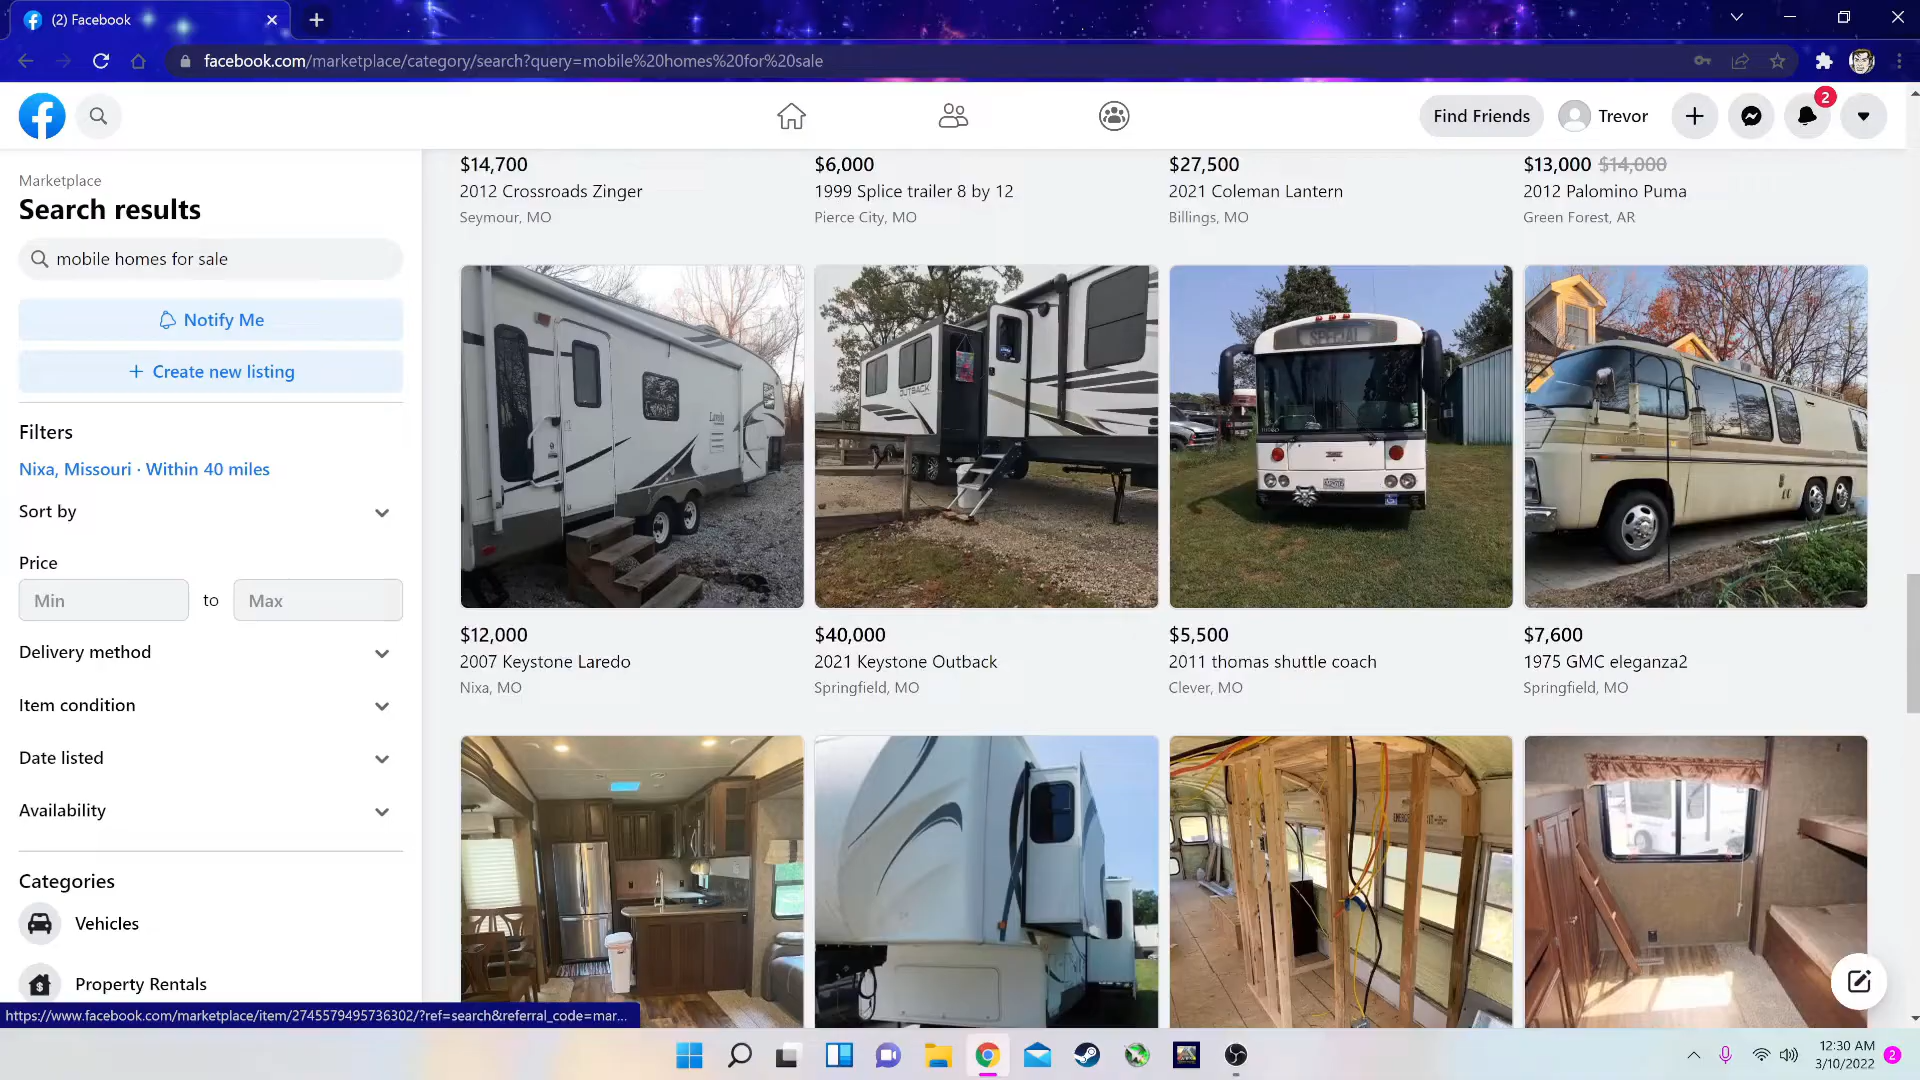 (2) Facebook
facebook.com/marketplace/category/search?query=mobile%20homes%20for%20sale
Find Friends
Trevor
2
Marketplace
Search results
mobile homes for sale
Notify Me
Create new listing
Filters
Nixa, Missouri · Within 40 miles
Sort by
Price
Min
to
Max
Delivery method
Item condition
Date listed
Availability
Categories
Vehicles
Property Rentals
$14,700
2012 Crossroads Zinger
Seymour, MO
$6,000
1999 Splice trailer 8 by 12
Pierce City, MO
$27,500
2021 Coleman Lantern
Billings, MO
$13,000 $14,000
2012 Palomino Puma
Green Forest, AR
Laredo
OUTBACK
SPECIAL
$12,000
2007 Keystone Laredo
Nixa, MO
$40,000
2021 Keystone Outback
Springfield, MO
$5,500
2011 thomas shuttle coach
Clever, MO
$7,600
1975 GMC eleganza2
Springfield, MO
https://www.facebook.com/marketplace/item/2745579495736302/?ref=search&referral_code=mar...
12:30 AM
3/10/2022
2